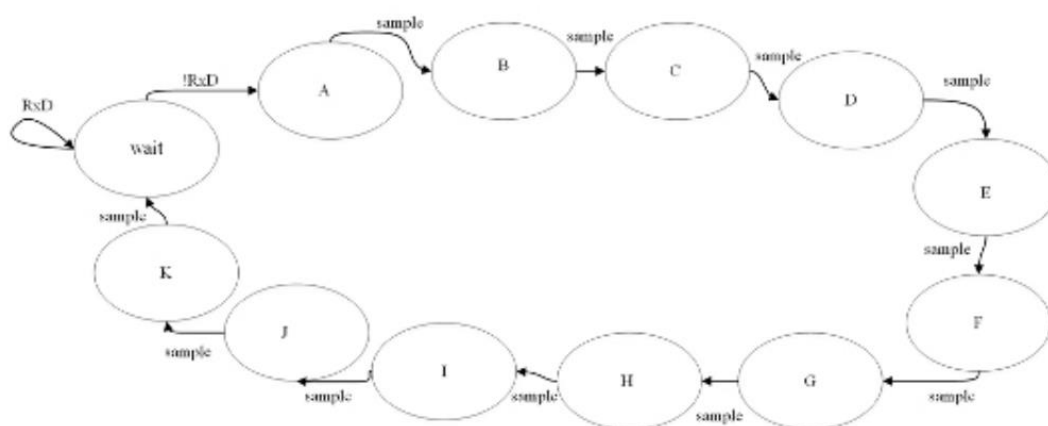 sample
sample
sample
sample
!RxD
RxD
wait
A
B
C
D
E
sample
sample
K
J
I
H
G
F
sample
sample
sample
sample
sample